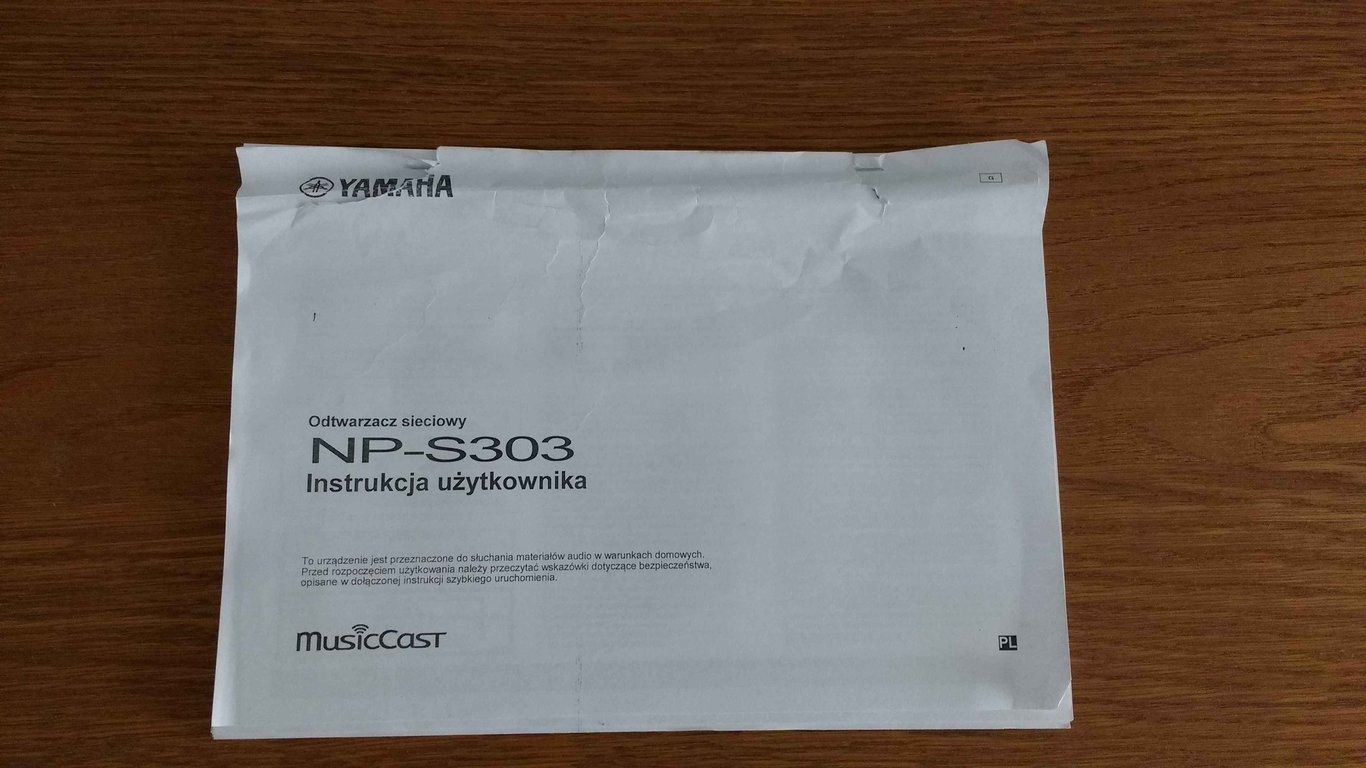 YAMAHA
G
Odtwarzacz sieciowy
NP-S303
Instrukcja użytkownika
To urządzenie jest przeznaczone do słuchania materiałów audio w warunkach domowych.
Przed rozpoczęciem użytkowania należy przeczytać wskazówki dotyczące bezpieczeństwa,
opisane w dołączonej instrukcji szybkiego uruchomienia.
MusicCast
PL